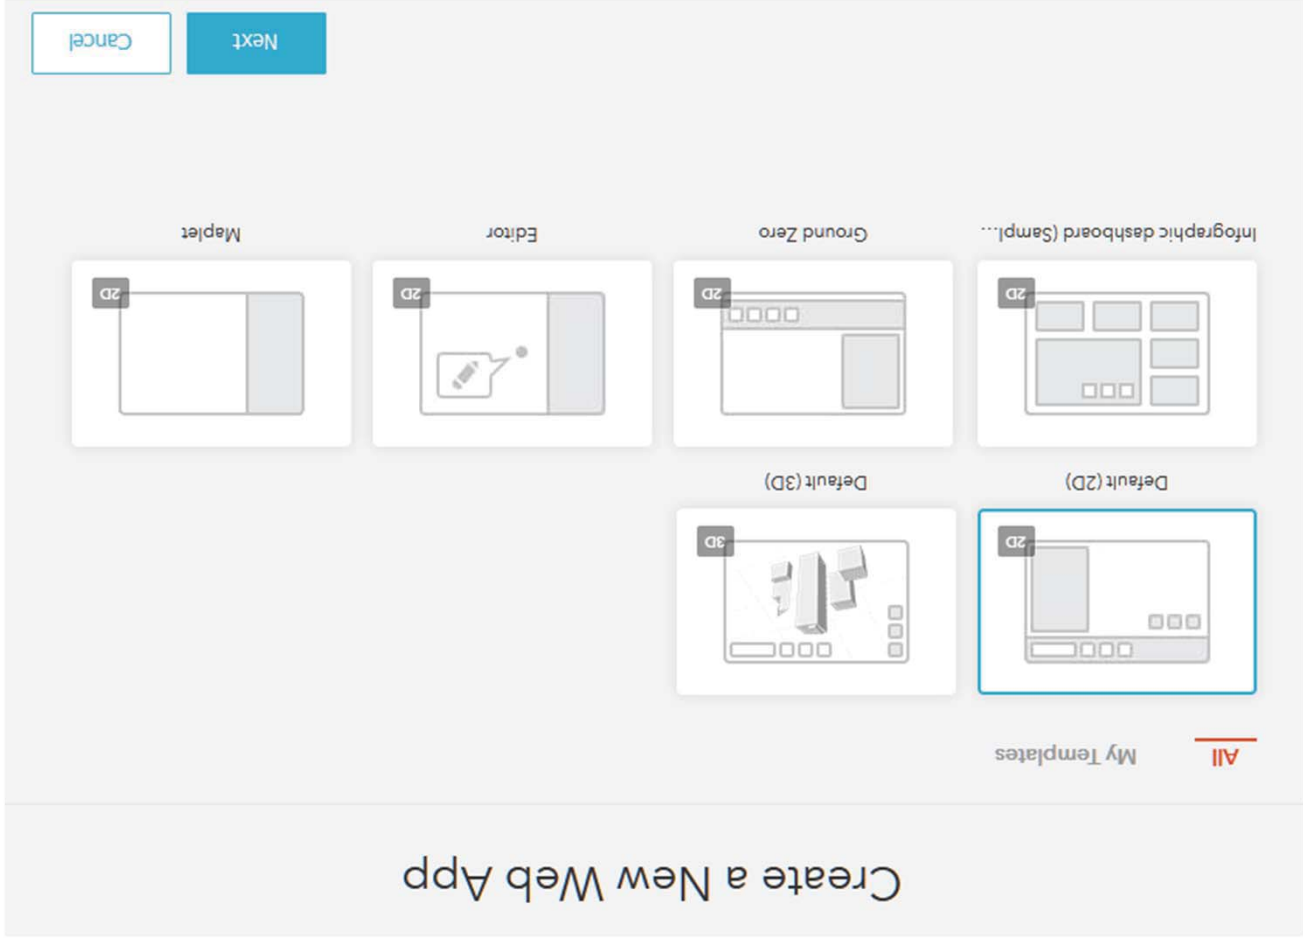 Create a New Web App
All My Templates
2D 3D
Default (2D) Default (3D)
2D 2D 2D 2D
Infographic dashboard (Sampl... Ground Zero Editor Maplet
Next Cancel